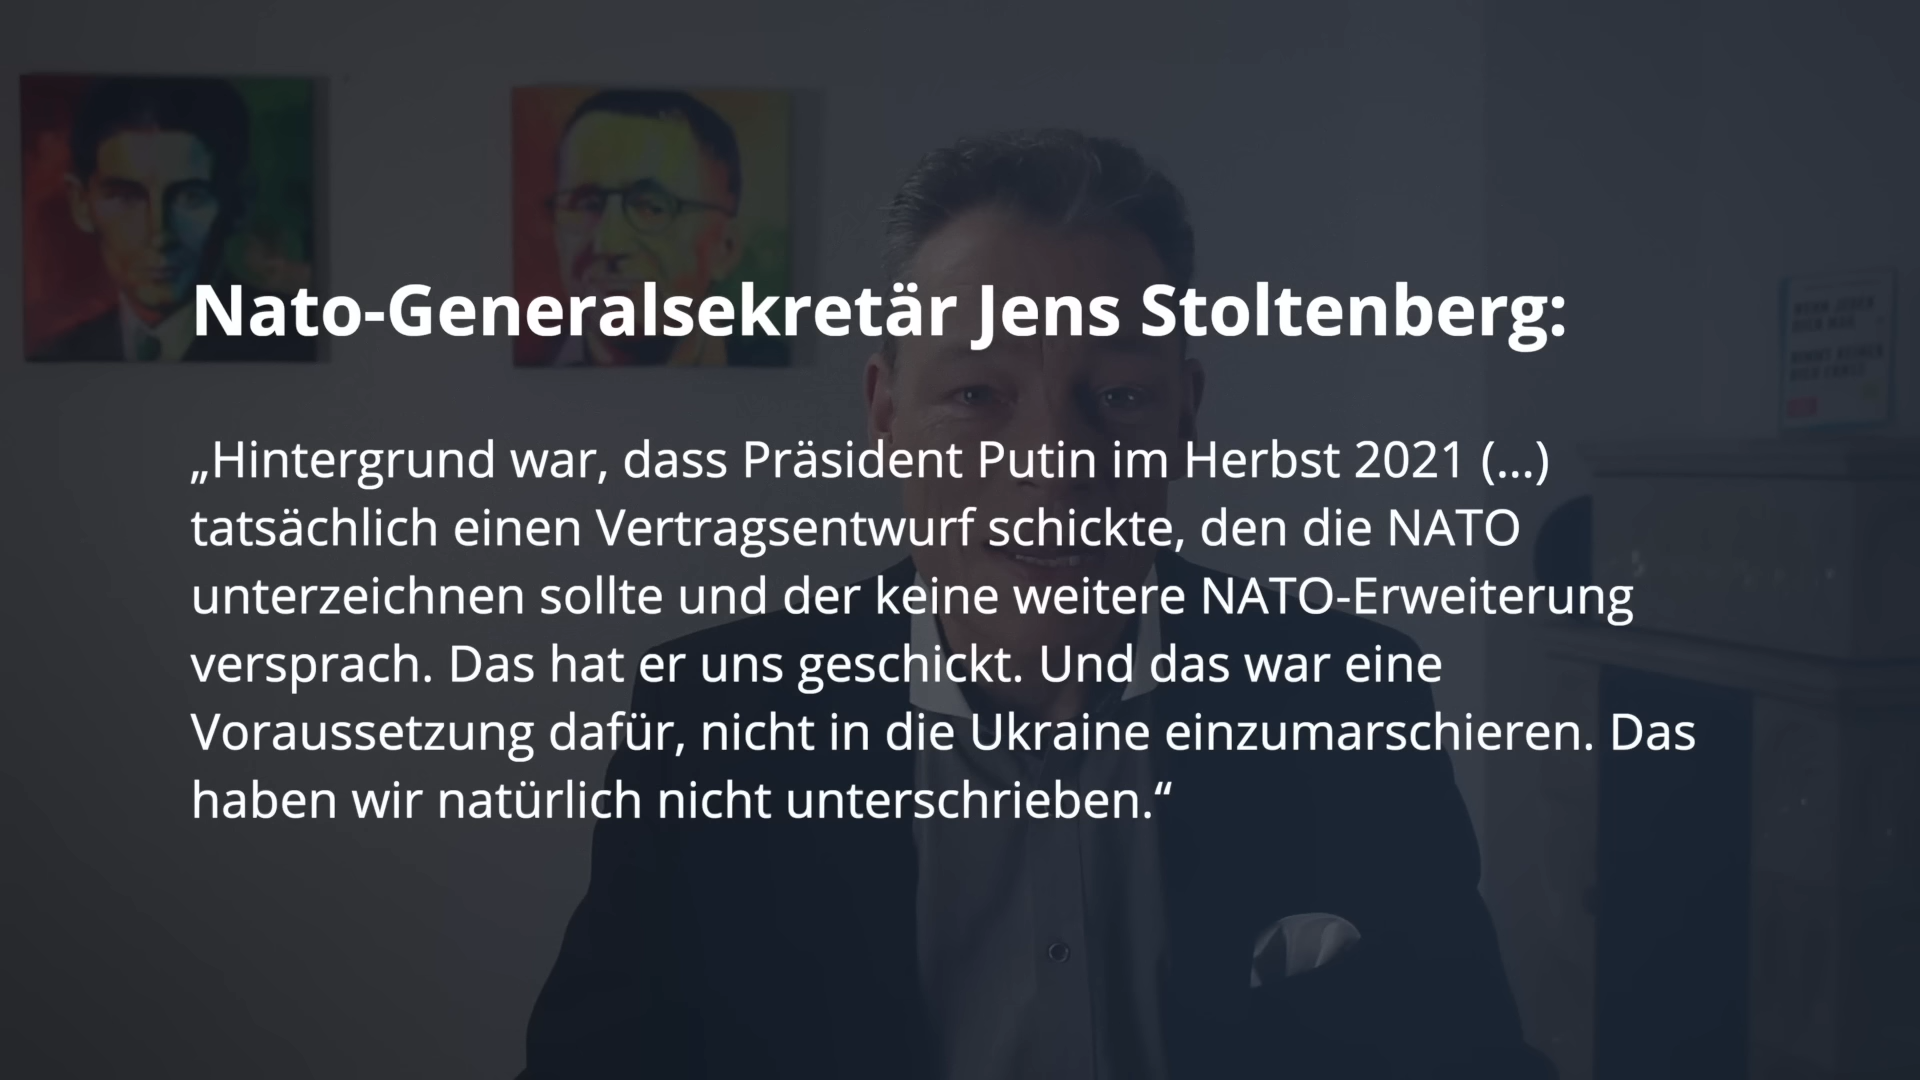 Nato-Generalsekretär Jens Stoltenberg:
„Hintergrund war, dass Präsident Putin im Herbst 2021 (...)
tatsächlich einen Vertragsentwurf schickte, den die NATO
unterzeichnen sollte und der keine weitere NATO-Erweiterung
versprach. Das hat er uns geschickt. Und das war eine
Voraussetzung dafür, nicht in die Ukraine einzumarschieren. Das
haben wir natürlich nicht unterschrieben.“